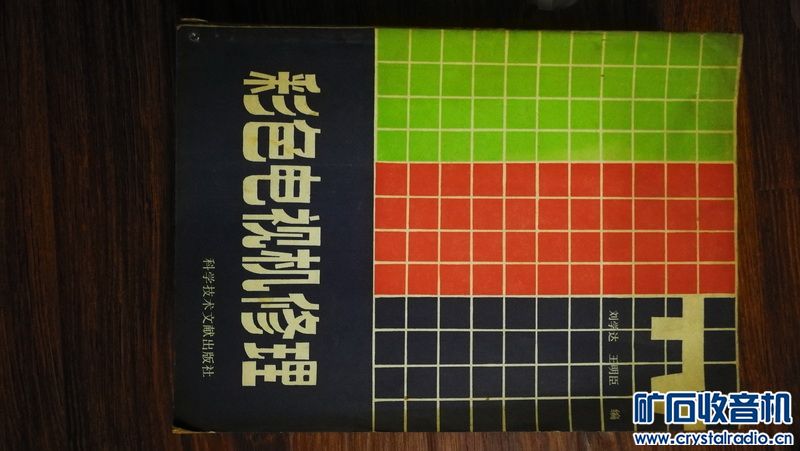 TV
刘学达 王明臣 编
彩色电视机修理
科学技术文献出版社
矿石收音机
www.crystalradio.cn